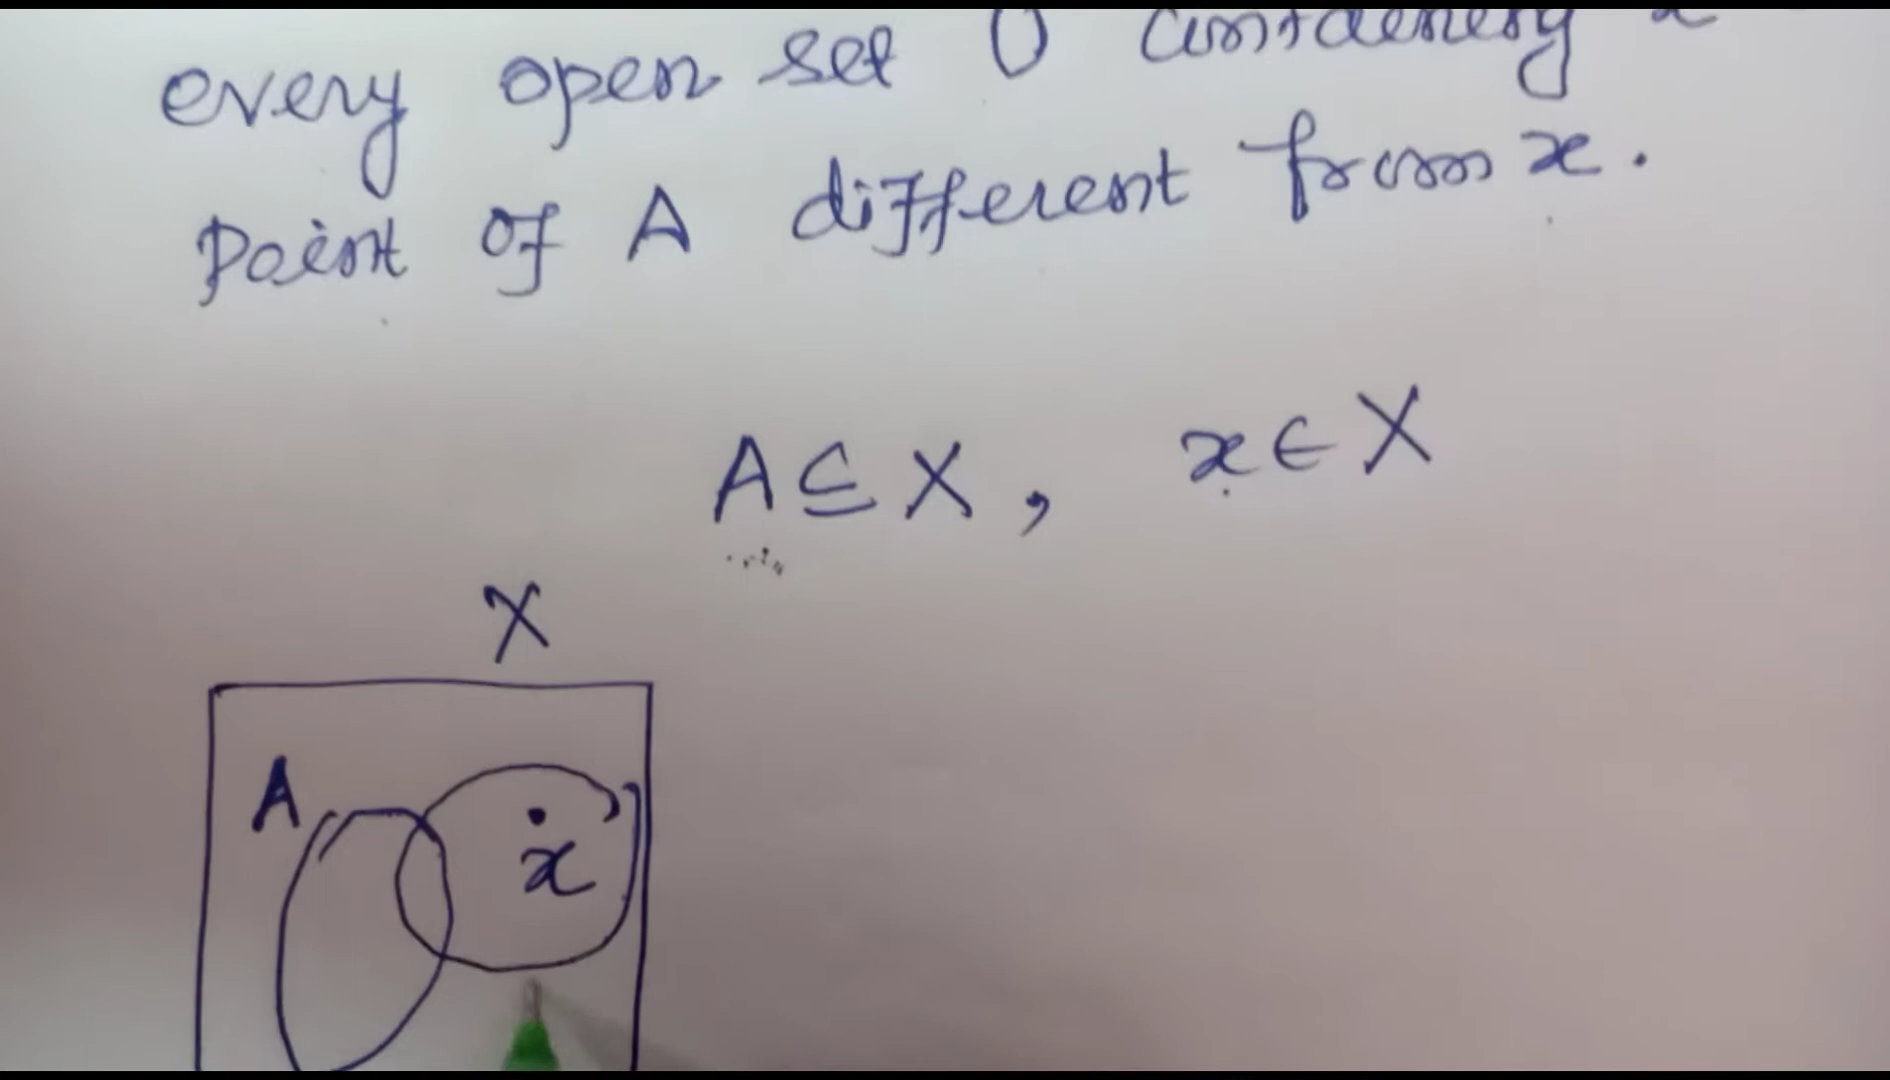 every open set U containing x
Point of A different from x.
A ⊆ X, x ∈ X
X
A
x